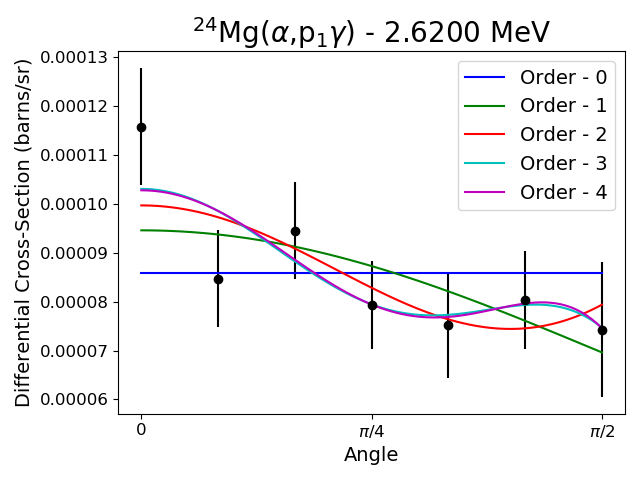 ²⁴Mg(α,p₁γ) - 2.6200 MeV
Differential Cross-Section (barns/sr)
0.00013
0.00012
0.00011
0.00010
0.00009
0.00008
0.00007
0.00006
Order - 0
Order - 1
Order - 2
Order - 3
Order - 4
0 π/4 π/2
Angle